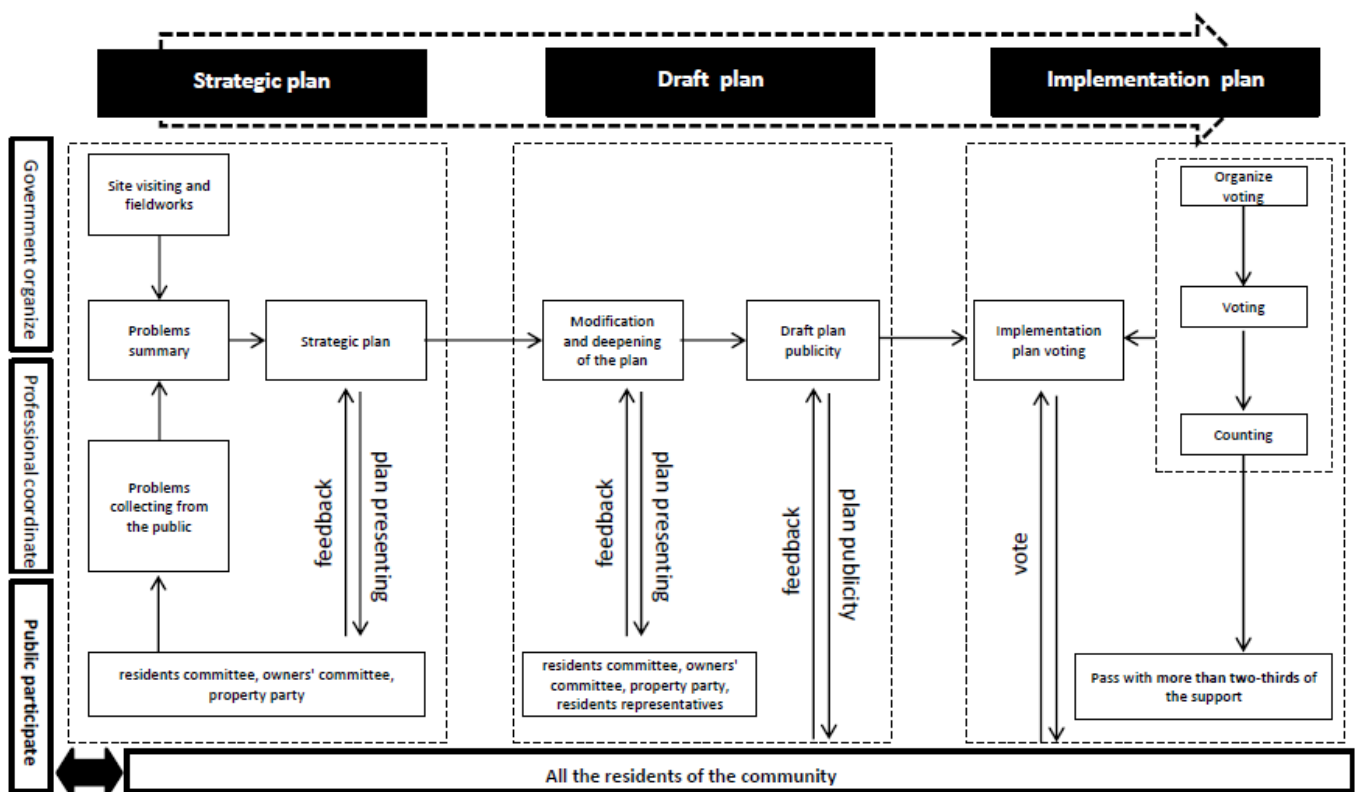 Strategic plan
Draft plan
Implementation plan
Government organize
Professional coordinate
Public participate
Site visiting and
fieldworks
Problems
summary
Strategic plan
Problems
collecting from
the public
feedback
plan presenting
residents committee, owners' committee,
property party
Modification
and deepening
of the plan
Draft plan
publicity
feedback
plan presenting
feedback
plan publicity
residents committee, owners'
committee, property party,
residents representatives
Implementation
plan voting
Organize
voting
Voting
Counting
vote
Pass with more than two-thirds of
the support
All the residents of the community